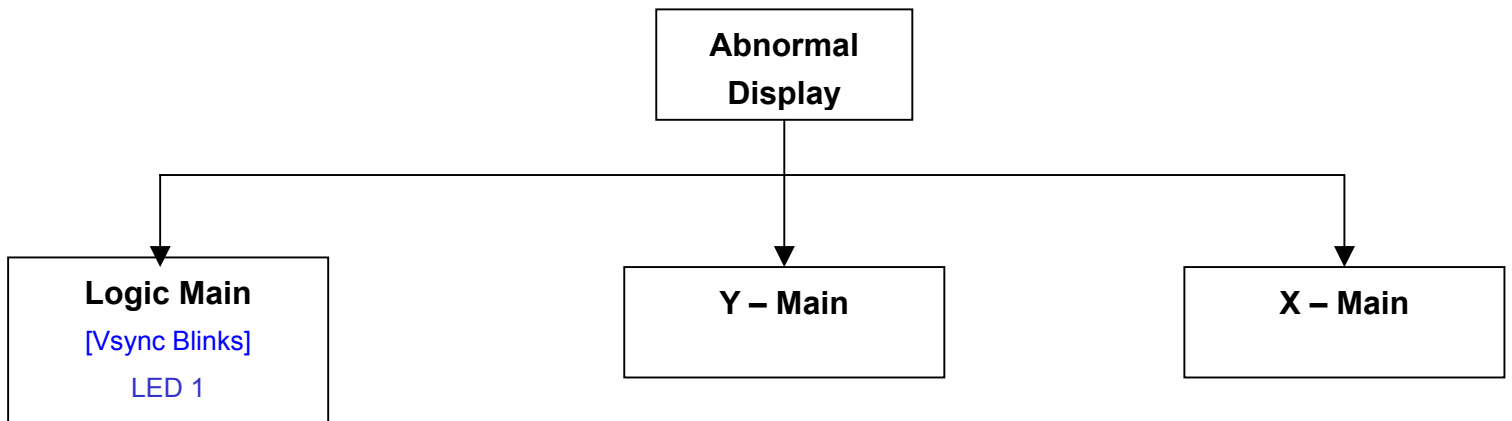 Abnormal
Display
Logic Main
[Vsync Blinks]
LED 1
Y – Main
X – Main